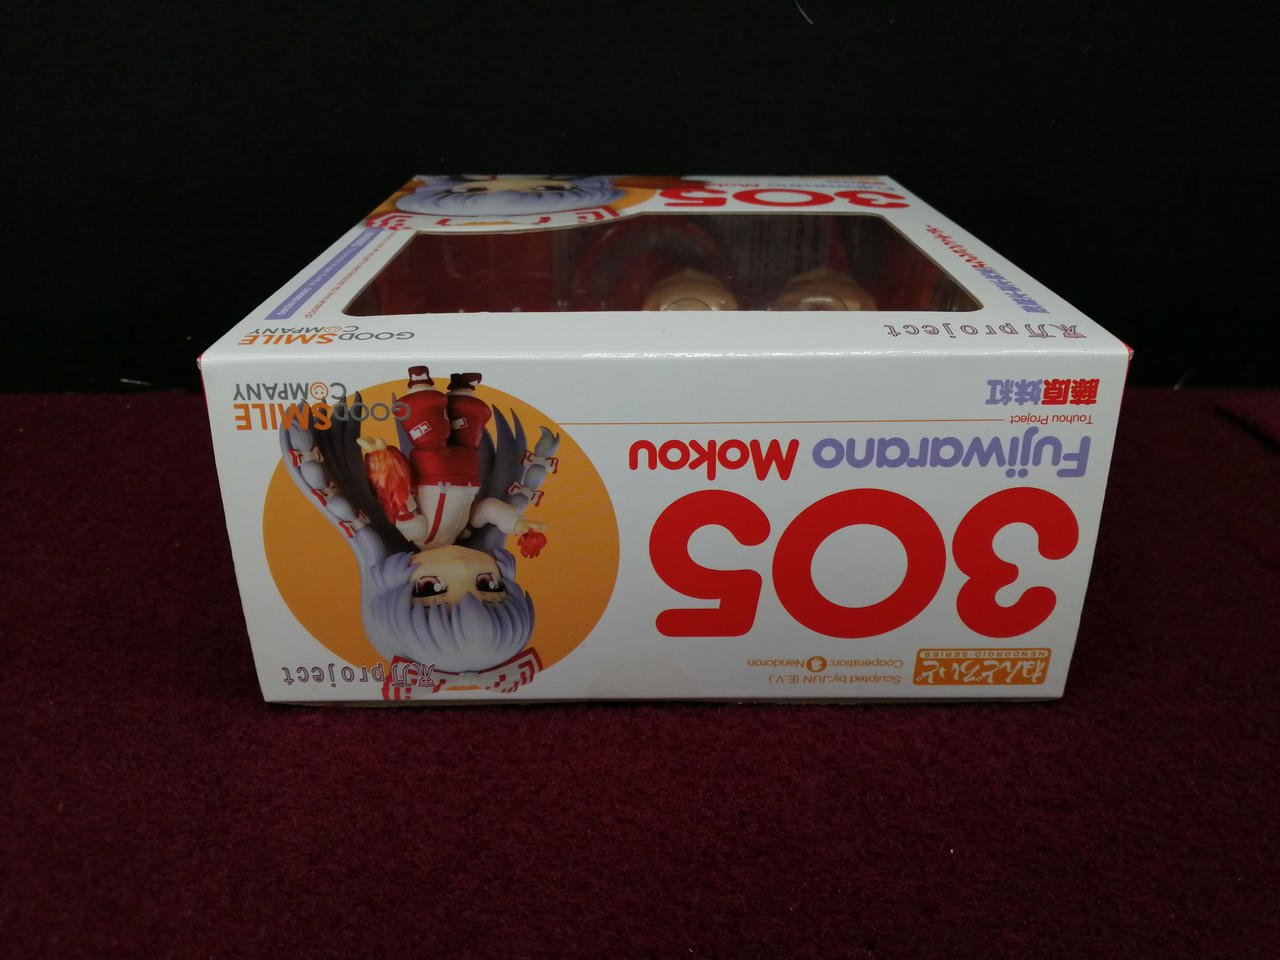 ねんどろいど
NENDOROID-SERIES
Sculpted by:JUN (E.V.)
Cooperation: Nendoron
東方project
305
Fujiwarano Mokou
Touhou Project
藤原妹紅
GOODSMILE
COMPANY
東方project
GOODSMILE
COMPANY
305
Fujiwarano